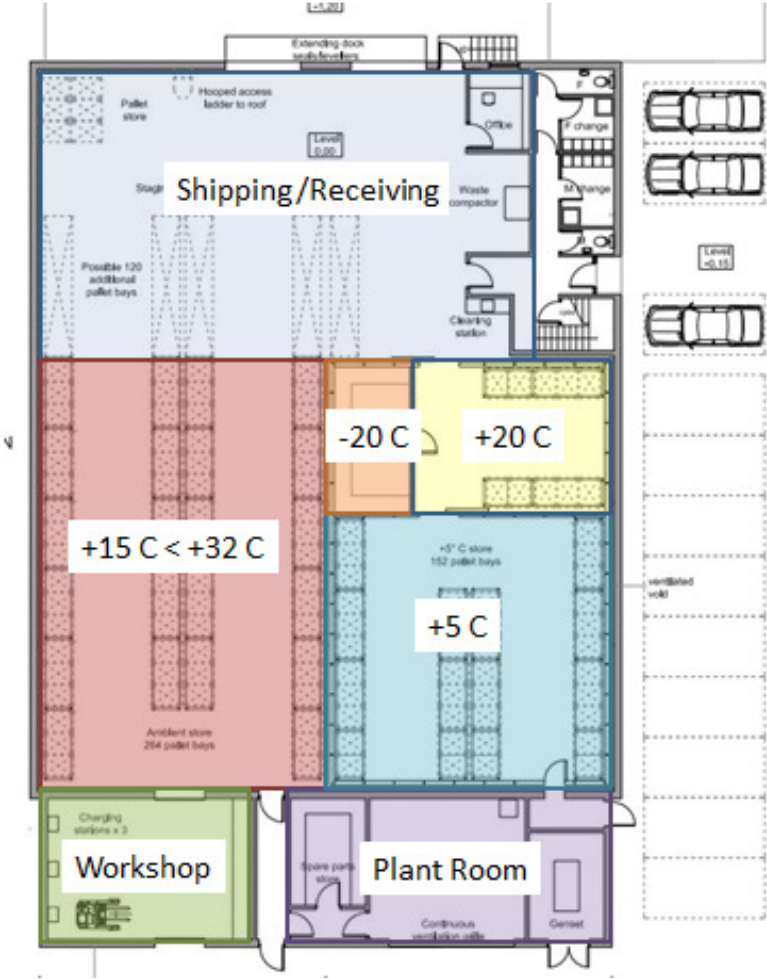 -1,20
Extending dock
seals/levellers
Pallet
store
Hooped access
ladder to roof
Office
F
F change
Level
0,00
Shipping/Receiving
Waste
compactor
M change
M
Level
+0,15
Possible 120
additional
pallet bays
Cleaning
station
-20 C
+20 C
+15 C < +32 C
+5° C store
152 pallet bays
ventilated
void
+5 C
Ambient store
264 pallet bays
Charging
stations x 3
Workshop
Spare parts
store
Plant Room
Continuous
ventilation grille
Genset